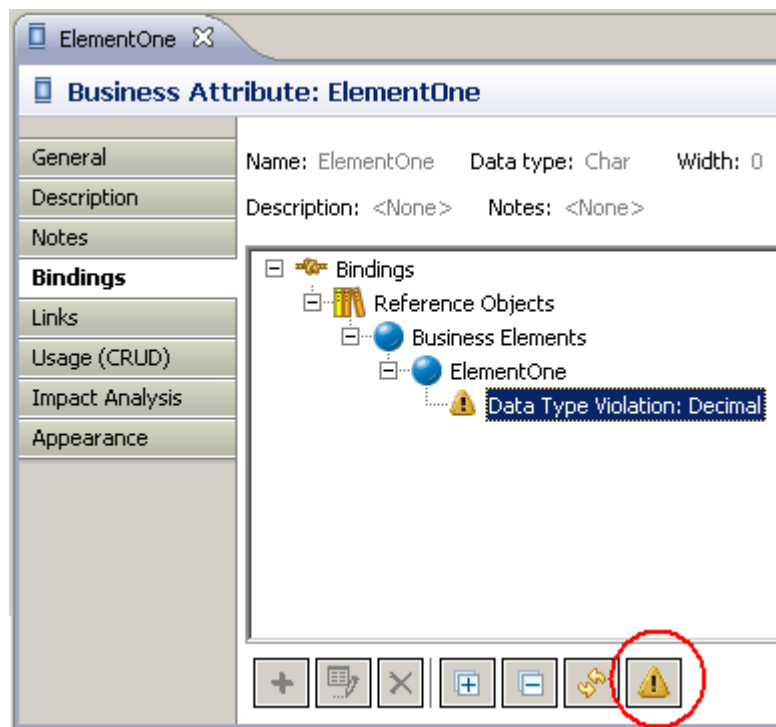 ElementOne
Business Attribute: ElementOne
General
Description
Notes
Bindings
Links
Usage (CRUD)
Impact Analysis
Appearance
Name: ElementOne Data type: Char Width: 0
Description: <None> Notes: <None>
Bindings
Reference Objects
Business Elements
ElementOne
Data Type Violation: Decimal